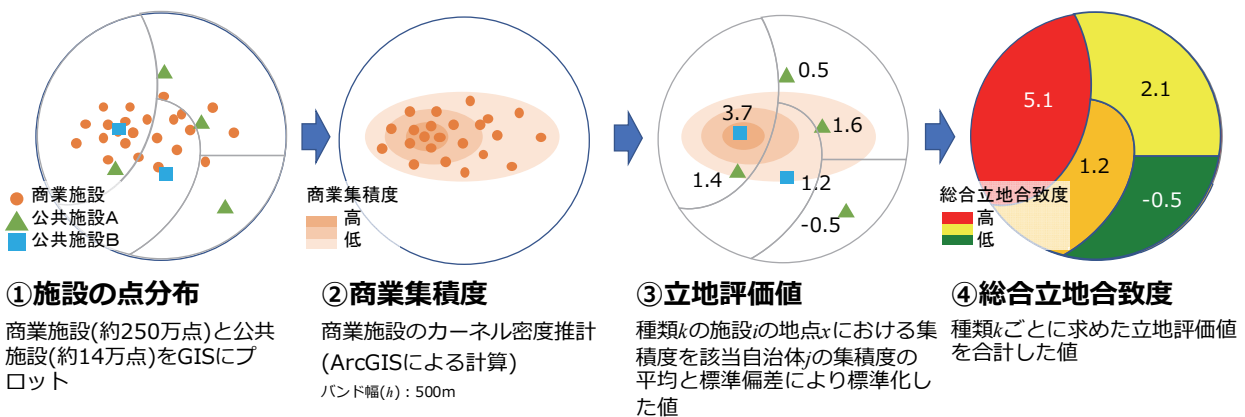 商業施設
公共施設A
公共施設B
①施設の点分布
商業施設(約250万点)と公共
施設(約14万点)をGISにプ
ロット
商業集積度
高
低
②商業集積度
商業施設のカーネル密度推計
(ArcGISによる計算)
バンド幅(h)：500m
0.5
3.7
1.6
1.4
1.2
-0.5
③立地評価値
種類kの施設iの地点xにおける集
積度を該当自治体jの集積度の
平均と標準偏差により標準化し
た値
5.1
2.1
1.2
-0.5
総合立地合致度
高
低
④総合立地合致度
種類kごとに求めた立地評価値
を合計した値